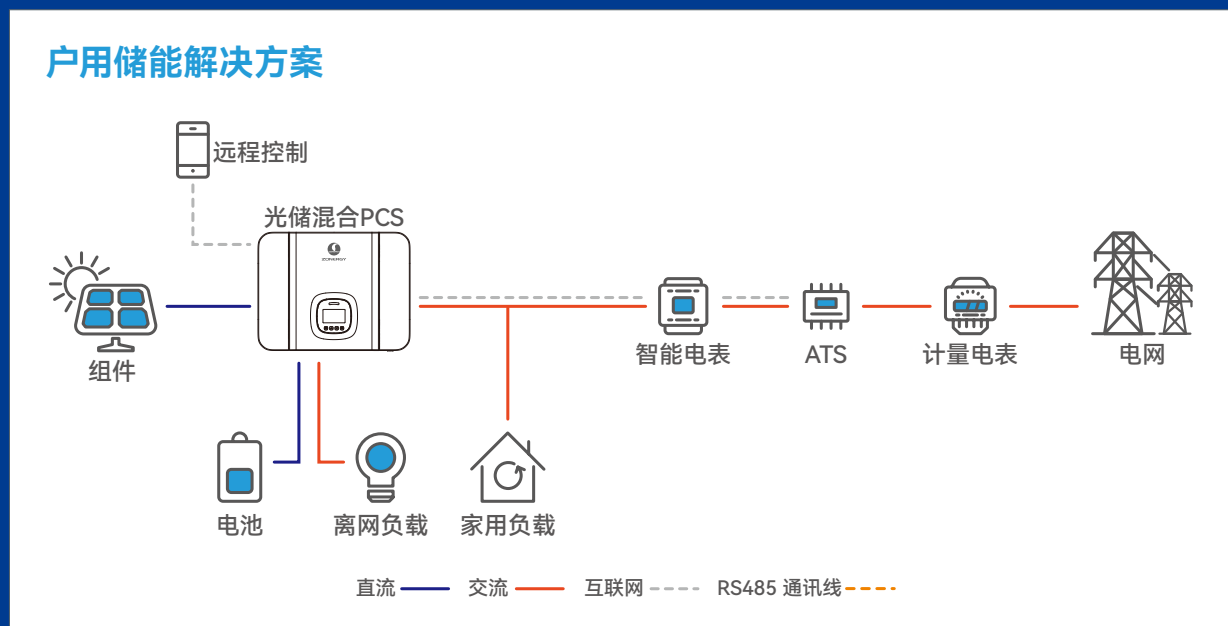 户用储能解决方案
远程控制
光储混合PCS
ZONERGY
组件
智能电表
ATS
计量电表
电网
电池
离网负载
家用负载
直流
交流
互联网
RS485 通讯线